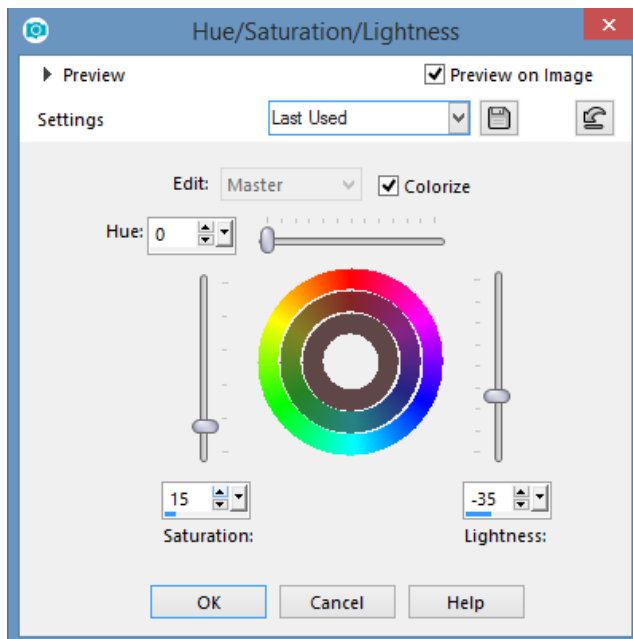 Hue/Saturation/Lightness
Preview
Preview on Image
Settings
Last Used
Edit: Master
Colorize
Hue: 0
15
-35
Saturation:
Lightness:
OK
Cancel
Help